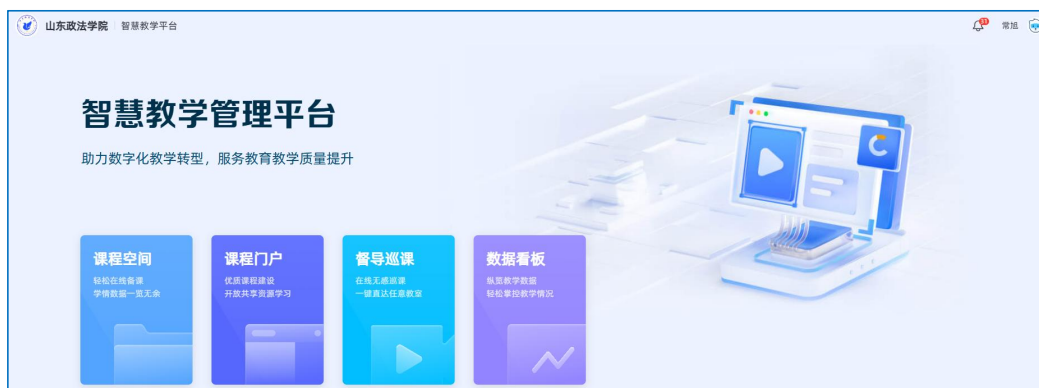 山东政法学院 智慧教学平台
31
常旭
智慧教学管理平台
助力数字化教学转型，服务教育教学质量提升
课程空间
轻松在线备课
学情数据一览无余
课程门户
优质课程建设
开放共享资源学习
督导巡课
在线无感巡课
一键直达任意教室
数据看板
纵览教学数据
轻松掌控教学情况